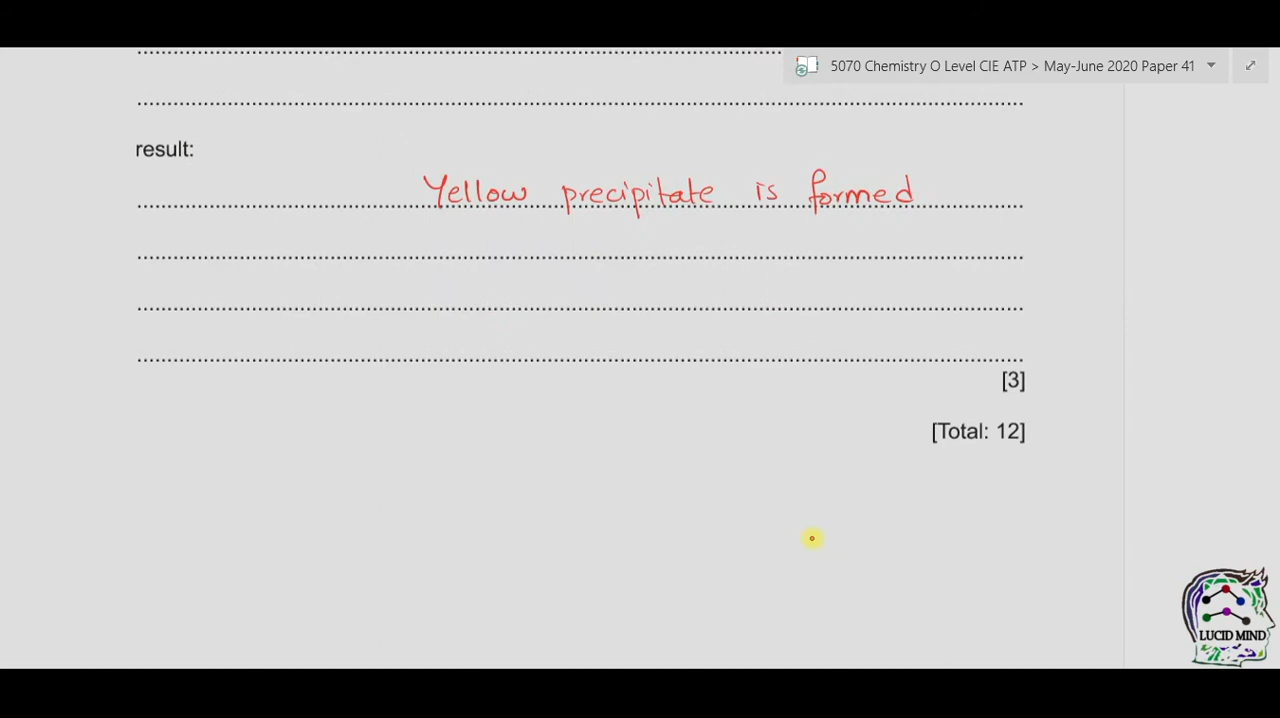 5070 Chemistry O Level CIE ATP > May-June 2020 Paper 41
result:
Yellow precipitate is formed
[3]
[Total: 12]
LUCID MIND